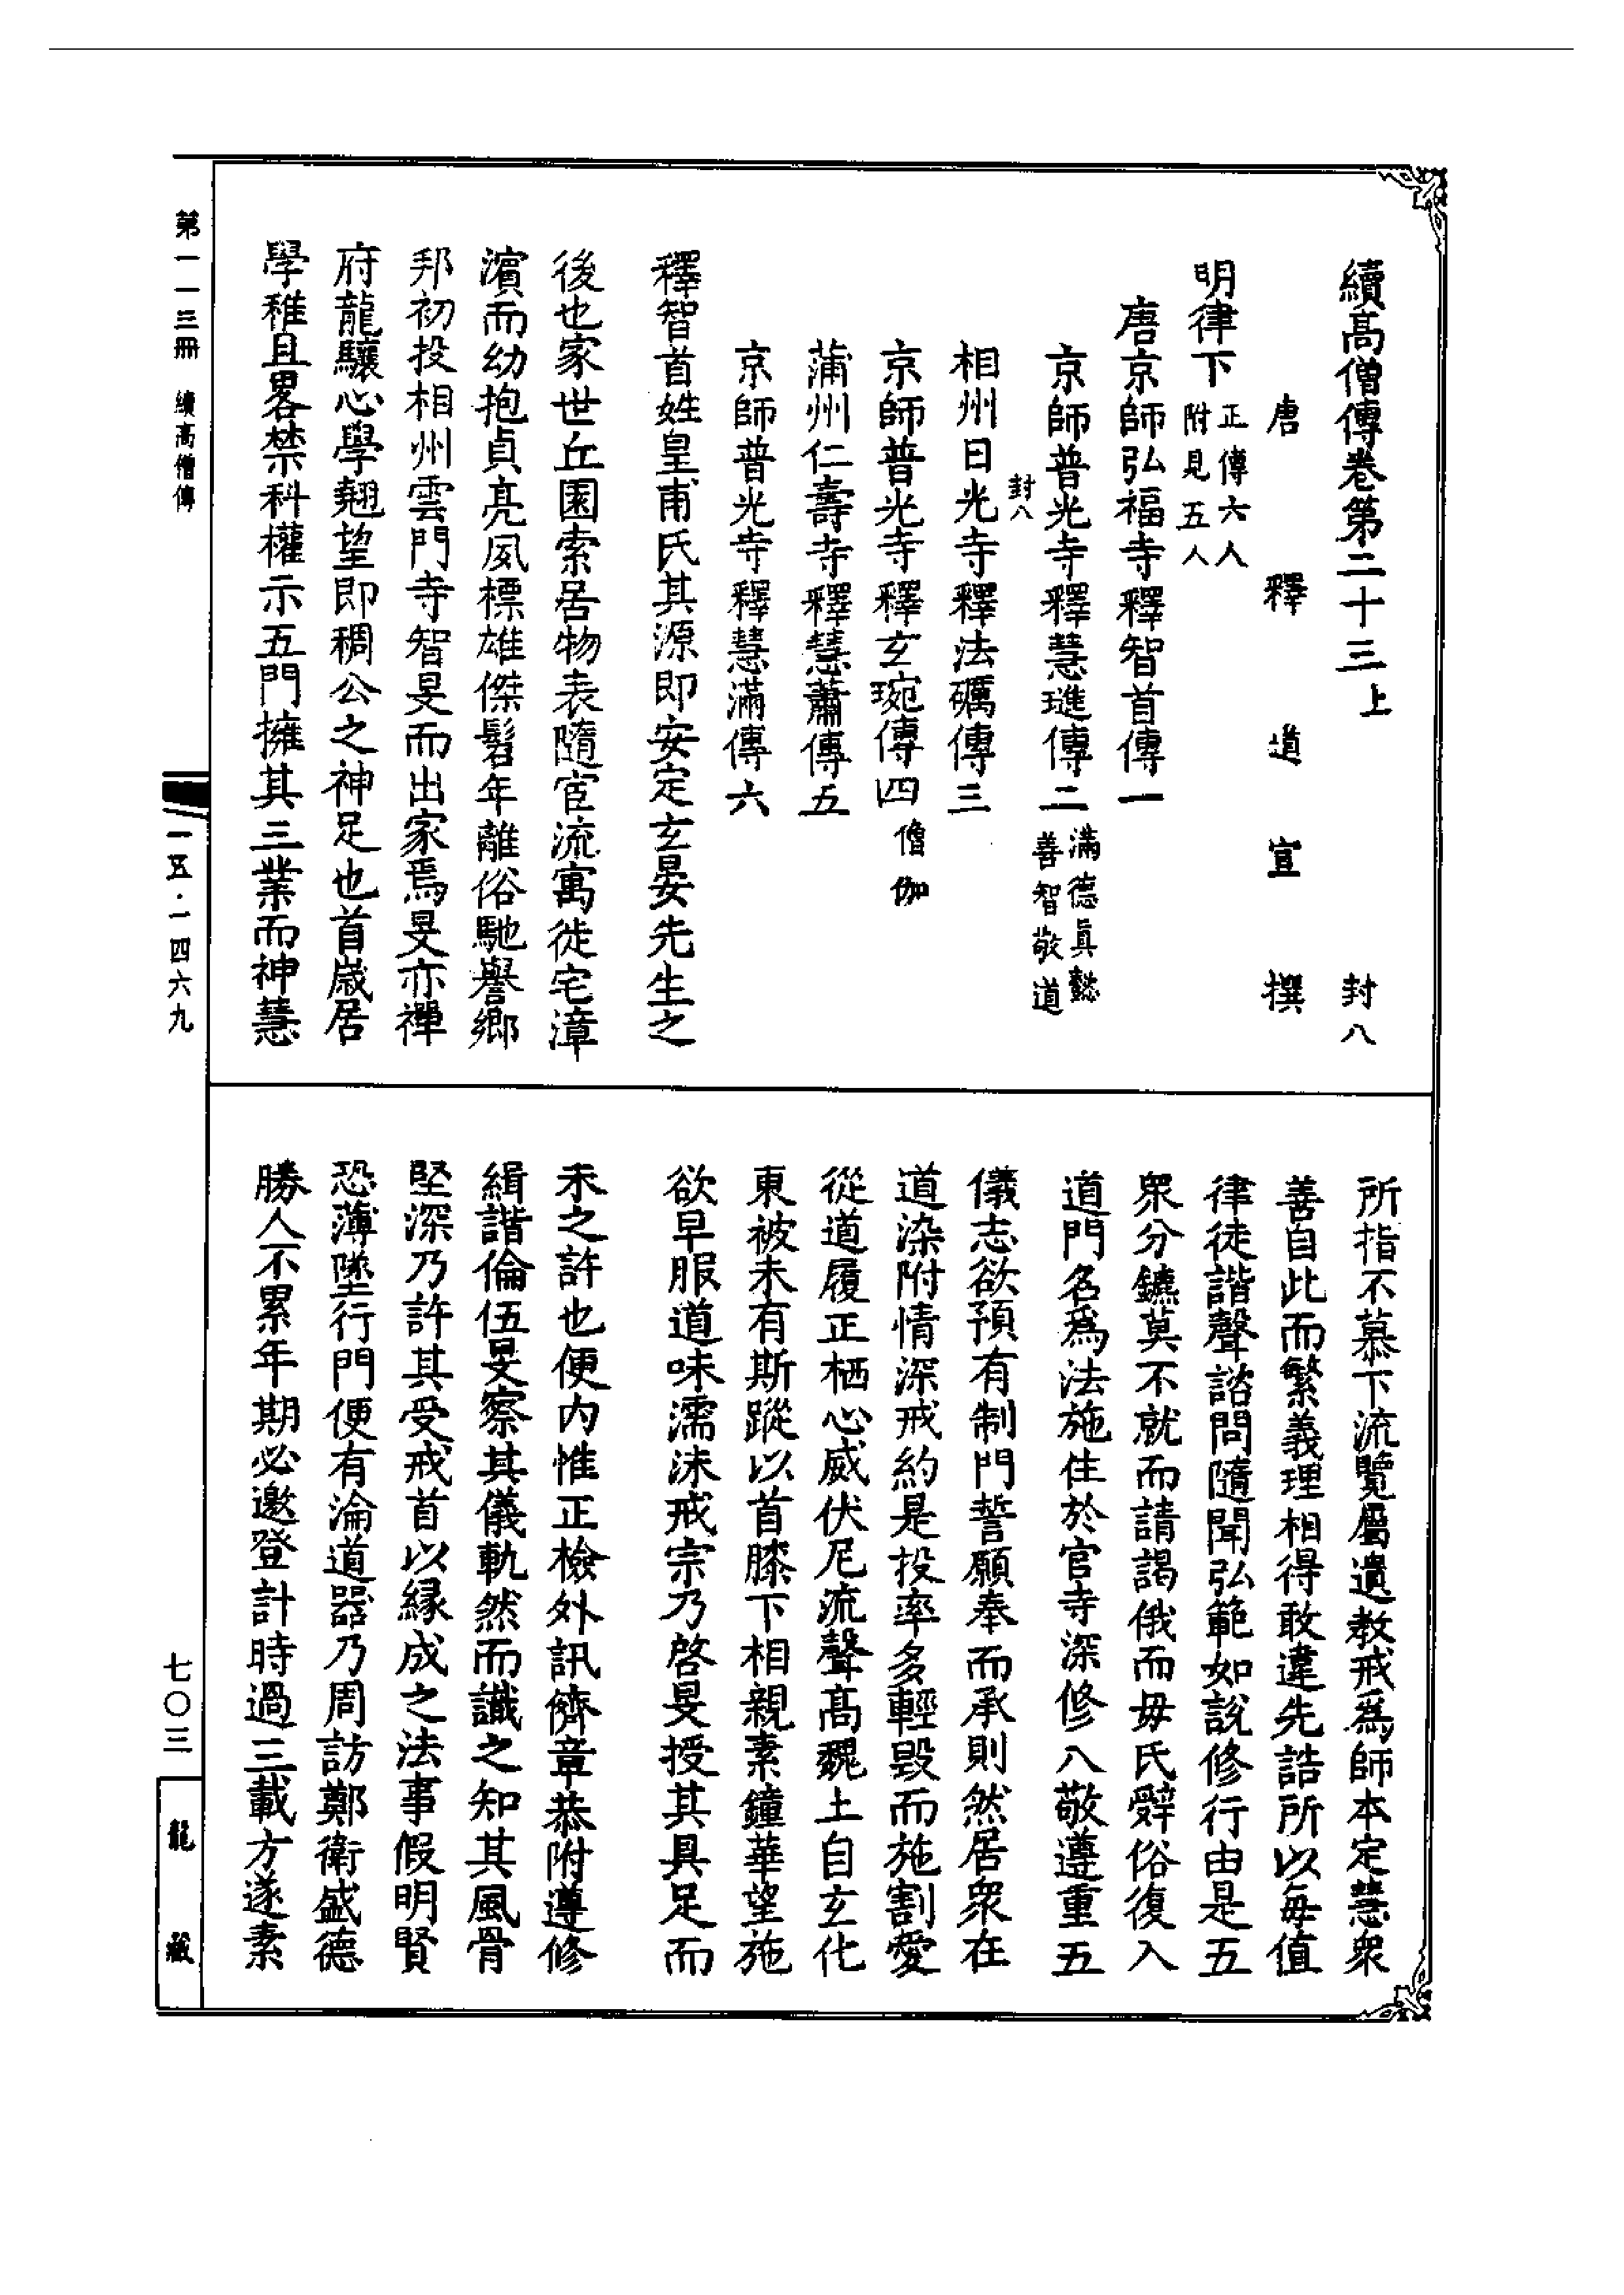 續高僧傳卷第二十三上　封八
唐　釋　道　宣　撰
明律下 正傳六人
附見五人
唐京師弘福寺釋智首傳一
京師普光寺釋慧璡傳二 滿德眞懿
善智敬道
封八
相州日光寺釋法礪傳三
京師普光寺釋玄琬傳四 僧伽
蒲州仁壽寺釋慧蕭傳五
京師普光寺釋慧滿傳六
釋智首姓皇甫氏其源即安定玄晏先生之
後也家世丘園索居物表隨宦流寓徙宅漳
濱而幼抱貞亮夙標雄傑髫年離俗馳譽鄉
邦初投相州雲門寺智旻而出家焉旻亦禪
府龍驤心學翹望即稠公之神足也首歲居
學稚且畧禁科權示五門擁其三業而神慧
所指不慕下流覽屬遺教戒為師本定慧眾
善自此而繁義理相得敢違先誥所以每值
律徒諧聲諮問隨聞弘範如說修行由是五
眾分鑣莫不就而請謁俄而毋氏辭俗復入
道門名為法施住於官寺深修八敬遵重五
儀志欲預有制門誓願奉而承則然居眾在
道染附情深戒約是投率多輕毀而施割愛
從道履正栖心威伏尼流聲高魏土自玄化
東被未有斯蹤以首膝下相親素鐘華望施
欲早服道味濡沫戒宗乃啓旻授其具足而
未之許也便內惟正檢外訊儕章恭附遵修
緝諧倫伍旻察其儀軌然而識之知其風骨
堅深乃許其受戒首以緣成之法事假明賢
恐薄墜行門便有淪道器乃周訪鄭衛盛德
勝人不累年期必邀登計時過三載方遂素
第一一三冊　續高僧傳
一五·一四六九
七〇三
龍藏